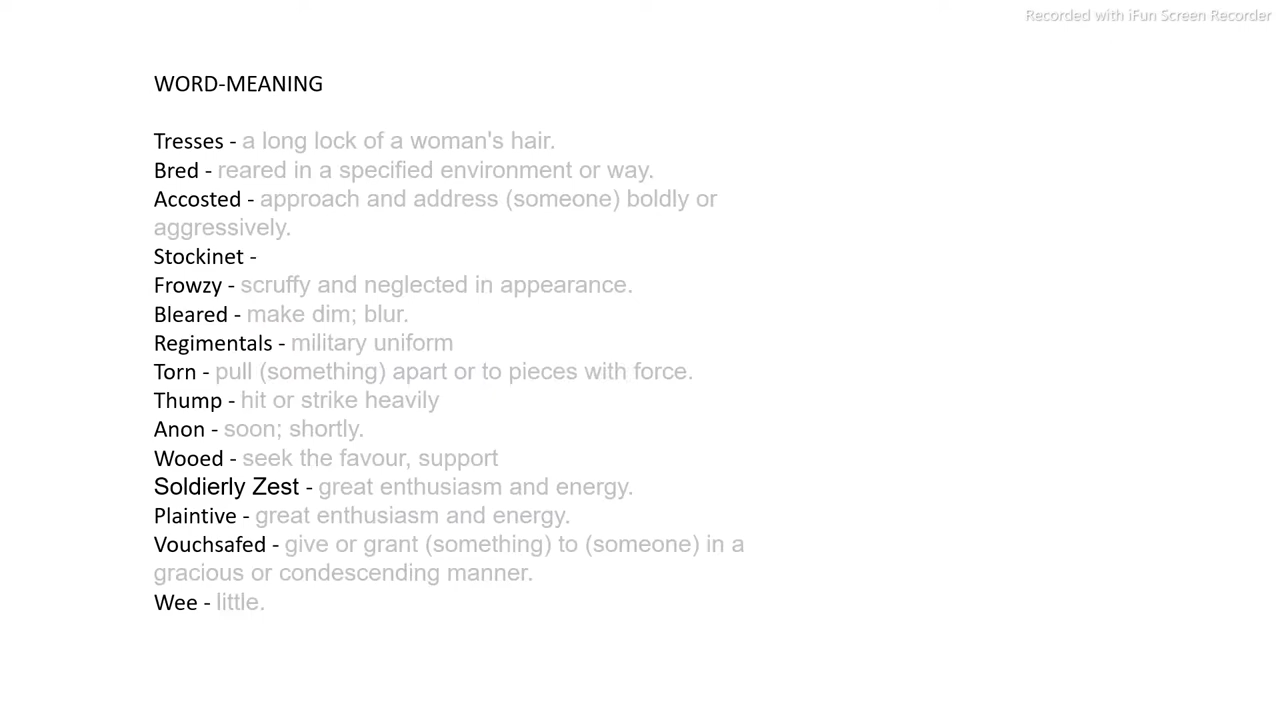 Recorded with iFun Screen Recorder
WORD-MEANING
Tresses - a long lock of a woman's hair.
Bred - reared in a specified environment or way.
Accosted - approach and address (someone) boldly or
aggressively.
Stockinet -
Frowzy - scruffy and neglected in appearance.
Bleared - make dim; blur.
Regimentals - military uniform
Torn - pull (something) apart or to pieces with force.
Thump - hit or strike heavily
Anon - soon; shortly.
Wooed - seek the favour, support
Soldierly Zest - great enthusiasm and energy.
Plaintive - great enthusiasm and energy.
Vouchsafed - give or grant (something) to (someone) in a
gracious or condescending manner.
Wee - little.